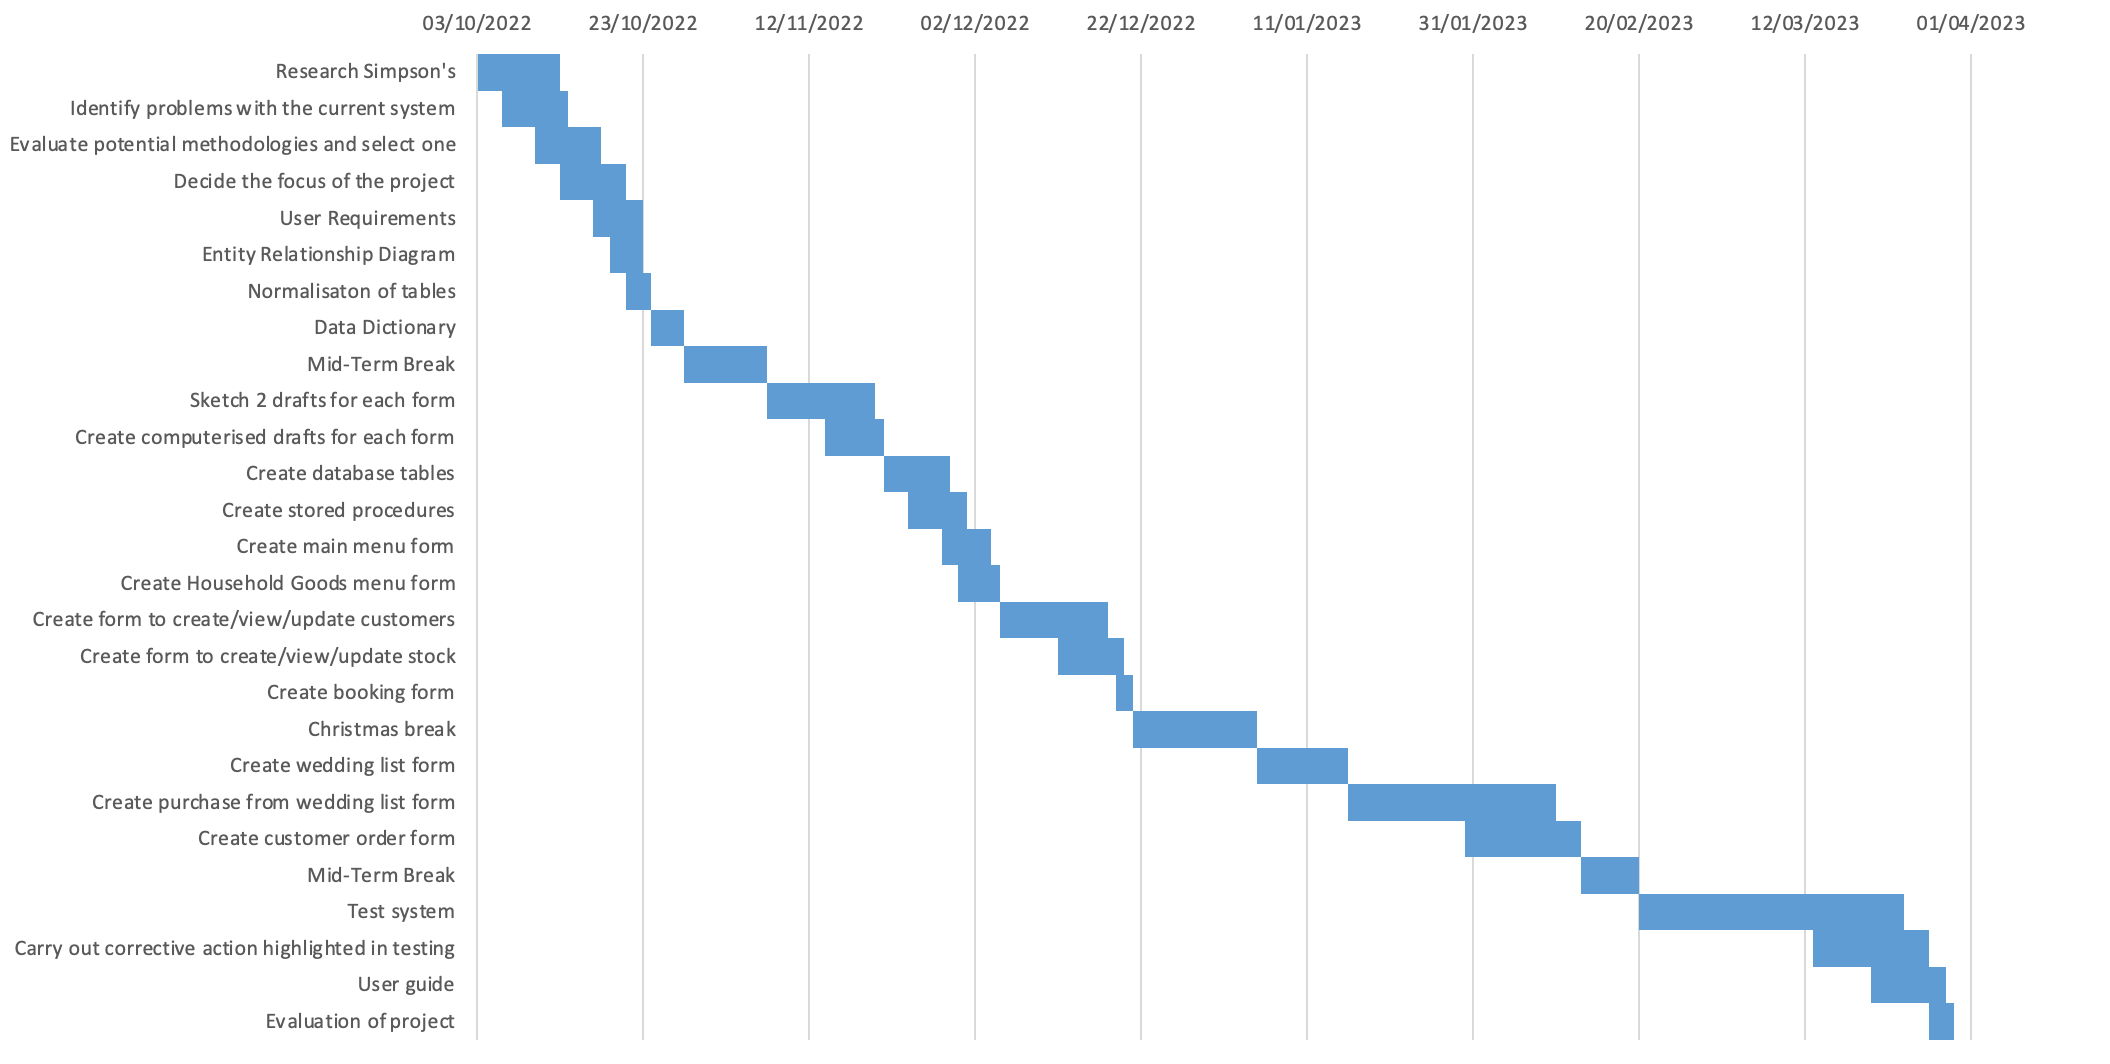 03/10/2022 23/10/2022 12/11/2022 02/12/2022 22/12/2022 11/01/2023 31/01/2023 20/02/2023 12/03/2023 01/04/2023
Research Simpson's
Identify problems with the current system
Evaluate potential methodologies and select one
Decide the focus of the project
User Requirements
Entity Relationship Diagram
Normalisaton of tables
Data Dictionary
Mid-Term Break
Sketch 2 drafts for each form
Create computerised drafts for each form
Create database tables
Create stored procedures
Create main menu form
Create Household Goods menu form
Create form to create/view/update customers
Create form to create/view/update stock
Create booking form
Christmas break
Create wedding list form
Create purchase from wedding list form
Create customer order form
Mid-Term Break
Test system
Carry out corrective action highlighted in testing
User guide
Evaluation of project